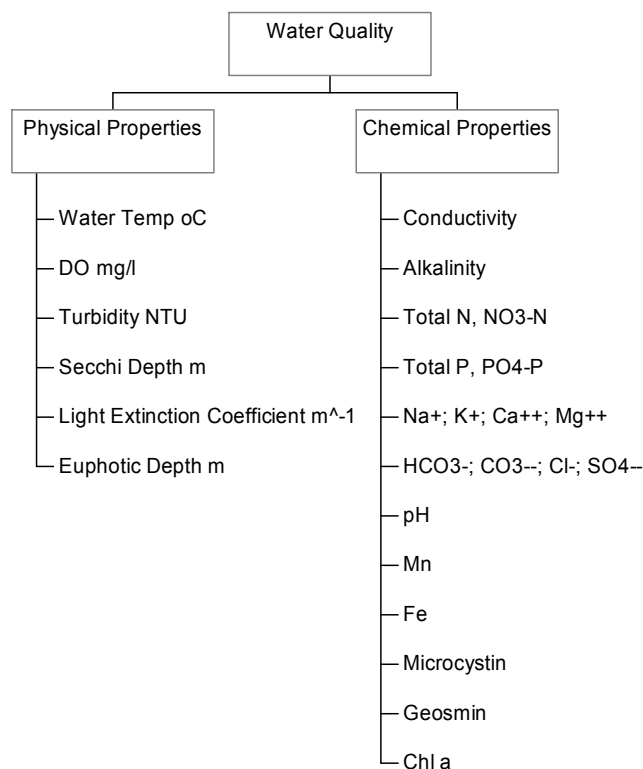 Water Quality
Physical Properties
Water Temp oC
DO mg/l
Turbidity NTU
Secchi Depth m
Light Extinction Coefficient m^-1
Euphotic Depth m
Chemical Properties
Conductivity
Alkalinity
Total N, NO3-N
Total P, PO4-P
Na+; K+; Ca++; Mg++
HCO3-; CO3--; Cl-; SO4--
pH
Mn
Fe
Microcystin
Geosmin
Chl a